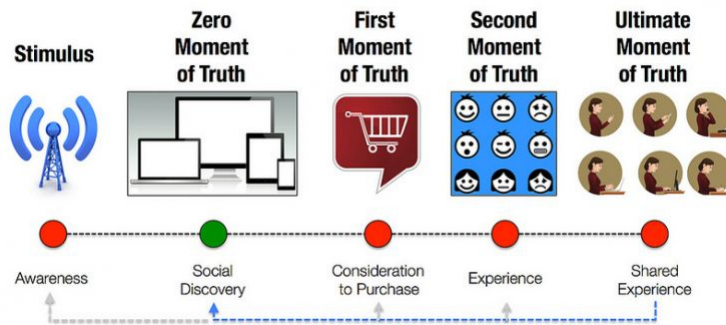 Stimulus
Zero
Moment
of Truth
First
Moment
of Truth
Second
Moment
of Truth
Ultimate
Moment
of Truth
Awareness
Social
Discovery
Consideration
to Purchase
Experience
Shared
Experience